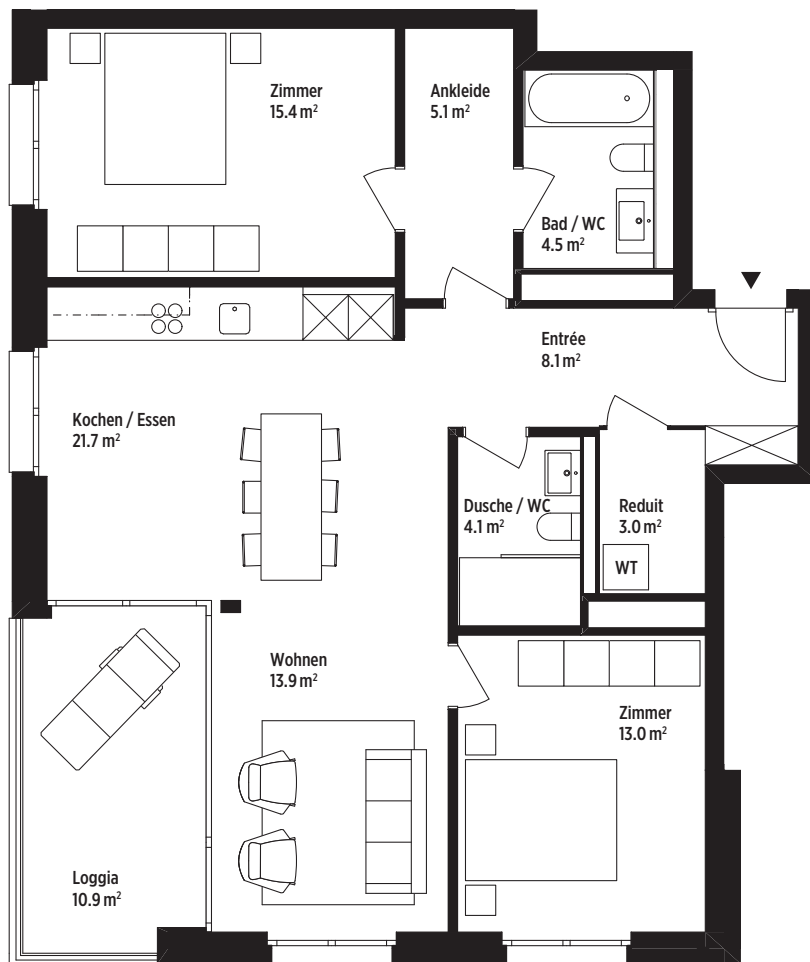 Zimmer
15.4 m²
Ankleide
5.1 m²
Bad / WC
4.5 m²
Entrée
8.1 m²
Kochen / Essen
21.7 m²
Dusche / WC
4.1 m²
Reduit
3.0 m²
WT
Wohnen
13.9 m²
Zimmer
13.0 m²
Loggia
10.9 m²